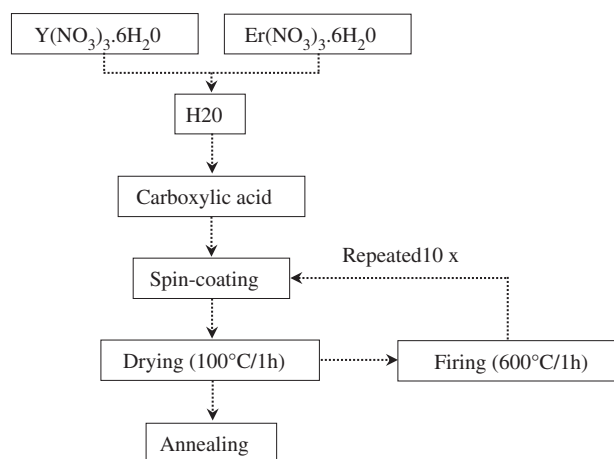 Y(NO₃)₃.6H₂0
Er(NO₃)₃.6H₂0
H20
Carboxylic acid
Repeated10 x
Spin-coating
Drying (100°C/1h)
Firing (600°C/1h)
Annealing